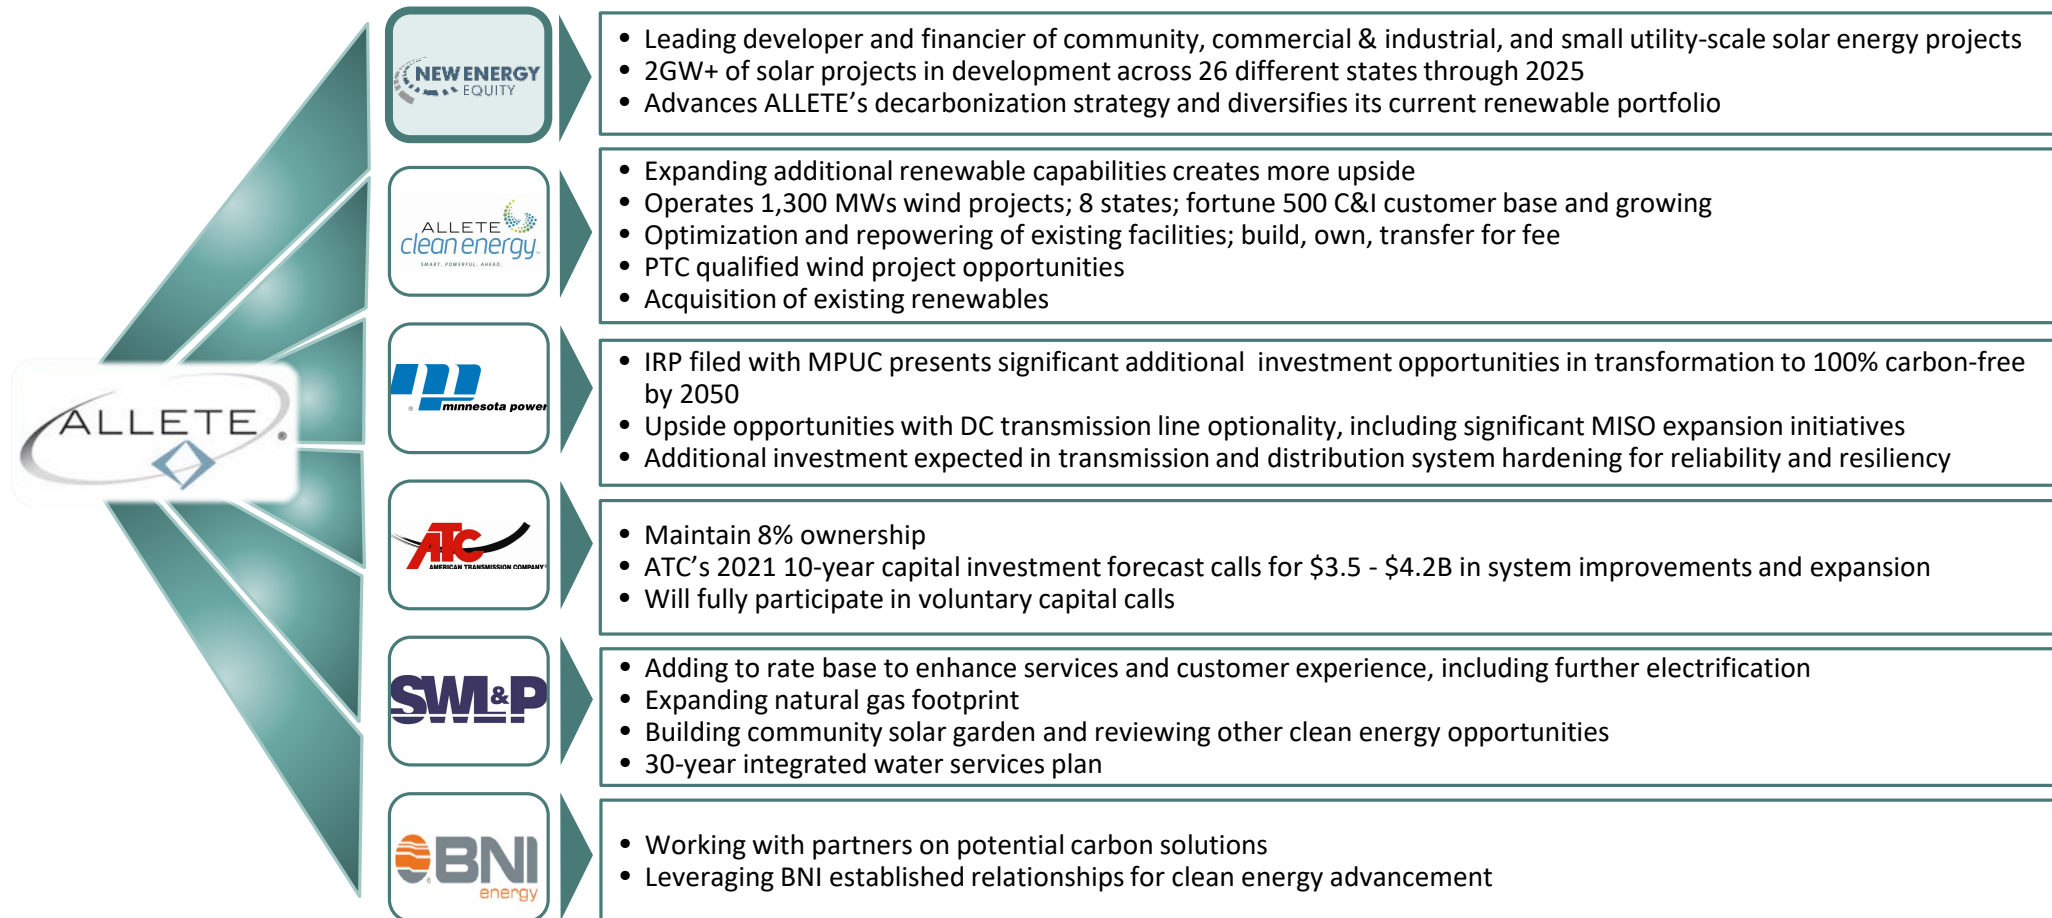 ALLETE®
NEW ENERGY
EQUITY
• Leading developer and financier of community, commercial & industrial, and small utility-scale solar energy projects
• 2GW+ of solar projects in development across 26 different states through 2025
• Advances ALLETE’s decarbonization strategy and diversifies its current renewable portfolio
ALLETE
clean energy™
SMART. POWERFUL. AHEAD.
• Expanding additional renewable capabilities creates more upside
• Operates 1,300 MWs wind projects; 8 states; fortune 500 C&I customer base and growing
• Optimization and repowering of existing facilities; build, own, transfer for fee
• PTC qualified wind project opportunities
• Acquisition of existing renewables
mp
® minnesota power
• IRP filed with MPUC presents significant additional  investment opportunities in transformation to 100% carbon-free
by 2050
• Upside opportunities with DC transmission line optionality, including significant MISO expansion initiatives
• Additional investment expected in transmission and distribution system hardening for reliability and resiliency
ATC
AMERICAN TRANSMISSION COMPANY®
• Maintain 8% ownership
• ATC’s 2021 10-year capital investment forecast calls for $3.5 - $4.2B in system improvements and expansion
• Will fully participate in voluntary capital calls
SWL&P
• Adding to rate base to enhance services and customer experience, including further electrification
• Expanding natural gas footprint
• Building community solar garden and reviewing other clean energy opportunities
• 30-year integrated water services plan
BNI
energy
• Working with partners on potential carbon solutions
• Leveraging BNI established relationships for clean energy advancement